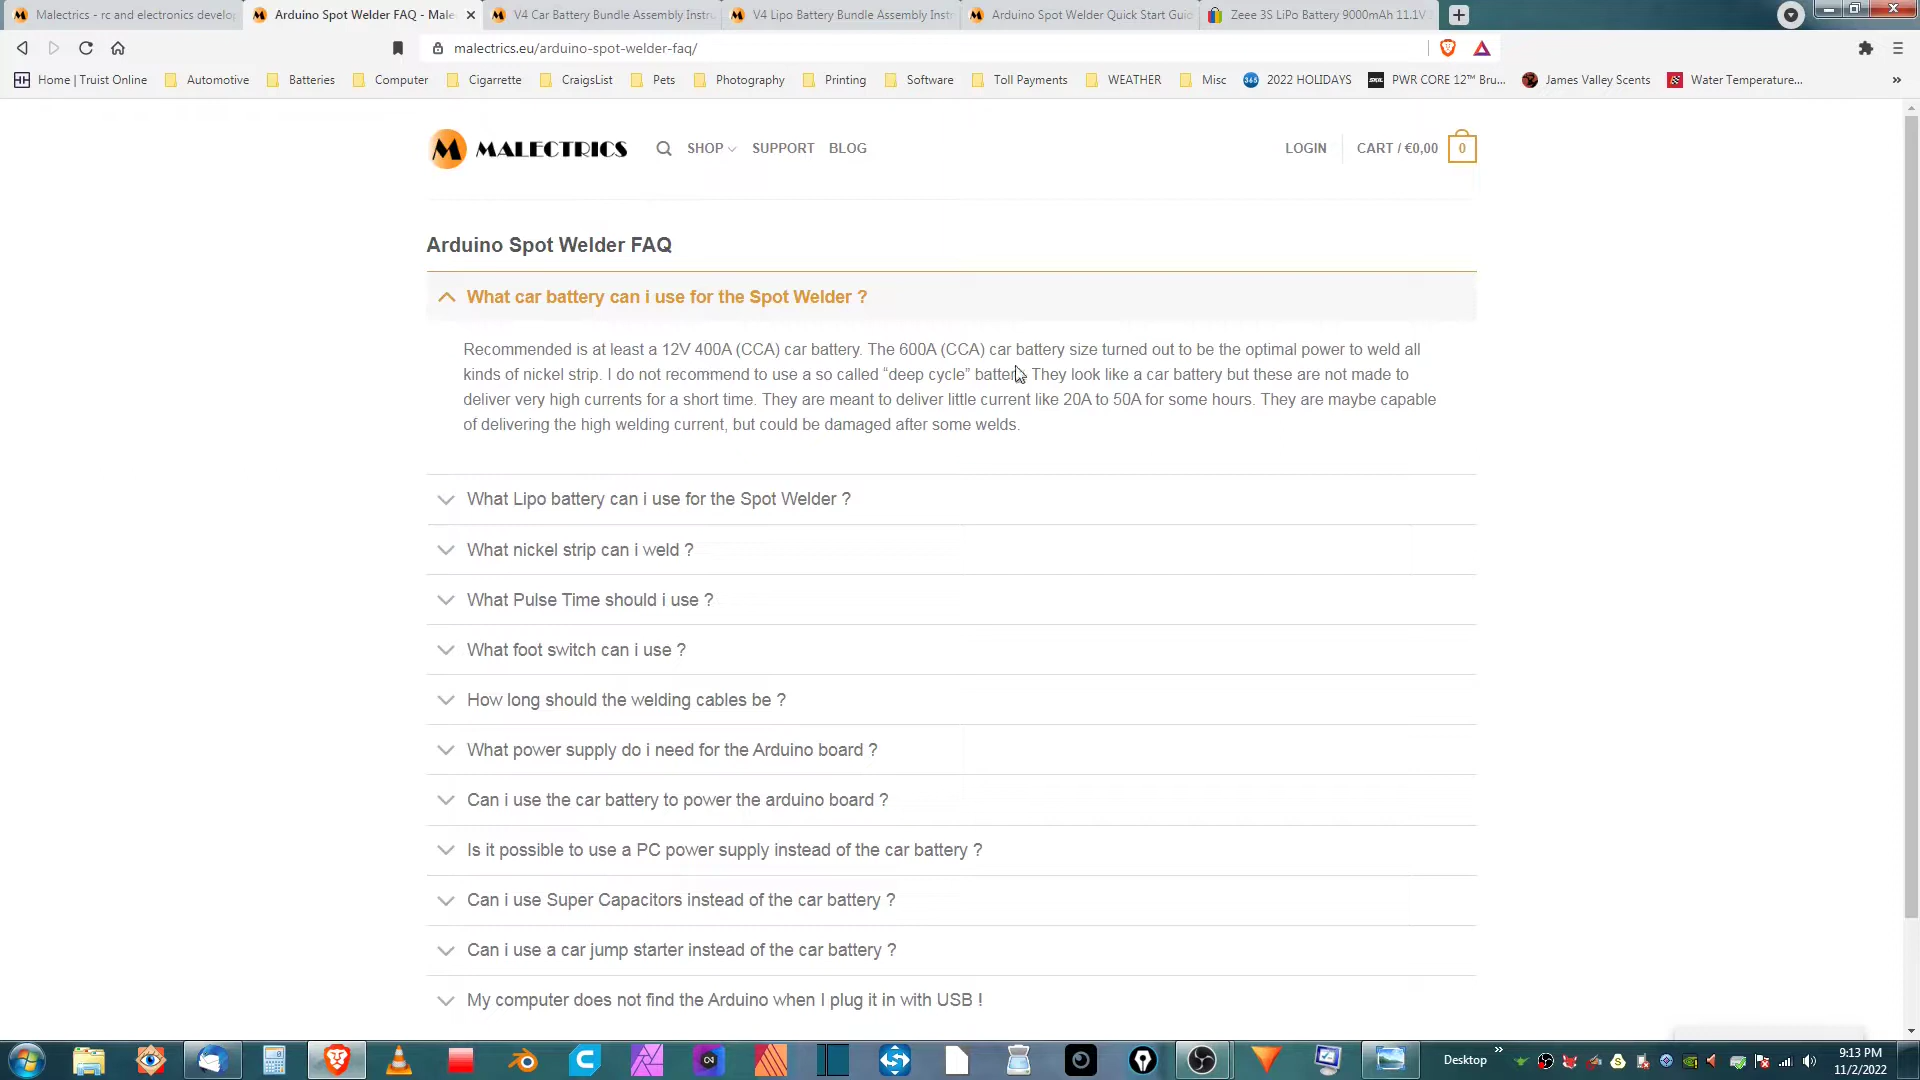 Malectrics - rc and electronics develop
Arduino Spot Welder FAQ - Male
V4 Car Battery Bundle Assembly Instru
V4 Lipo Battery Bundle Assembly Inst
Arduino Spot Welder Quick Start Guid
Zeee 3S LiPo Battery 9000mAh 11.1V
malectrics.eu/arduino-spot-welder-faq/
Home | Truist Online
Automotive
Batteries
Computer
Cigarrette
CraigsList
Pets
Photography
Printing
Software
Toll Payments
WEATHER
Misc
365
2022 HOLIDAYS
SKIL
PWR CORE 12™ Bru...
James Valley Scents
Water Temperature...
»
M MALECTRICS
SHOP
SUPPORT
BLOG
LOGIN
CART / €0,00
0
Arduino Spot Welder FAQ
What car battery can i use for the Spot Welder ?
Recommended is at least a 12V 400A (CCA) car battery. The 600A (CCA) car battery size turned out to be the optimal power to weld all
kinds of nickel strip. I do not recommend to use a so called “deep cycle” battery. They look like a car battery but these are not made to
deliver very high currents for a short time. They are meant to deliver little current like 20A to 50A for some hours. They are maybe capable
of delivering the high welding current, but could be damaged after some welds.
What Lipo battery can i use for the Spot Welder ?
What nickel strip can i weld ?
What Pulse Time should i use ?
What foot switch can i use ?
How long should the welding cables be ?
What power supply do i need for the Arduino board ?
Can i use the car battery to power the arduino board ?
Is it possible to use a PC power supply instead of the car battery ?
Can i use Super Capacitors instead of the car battery ?
Can i use a car jump starter instead of the car battery ?
My computer does not find the Arduino when I plug it in with USB !
Desktop
»
9:13 PM
11/2/2022